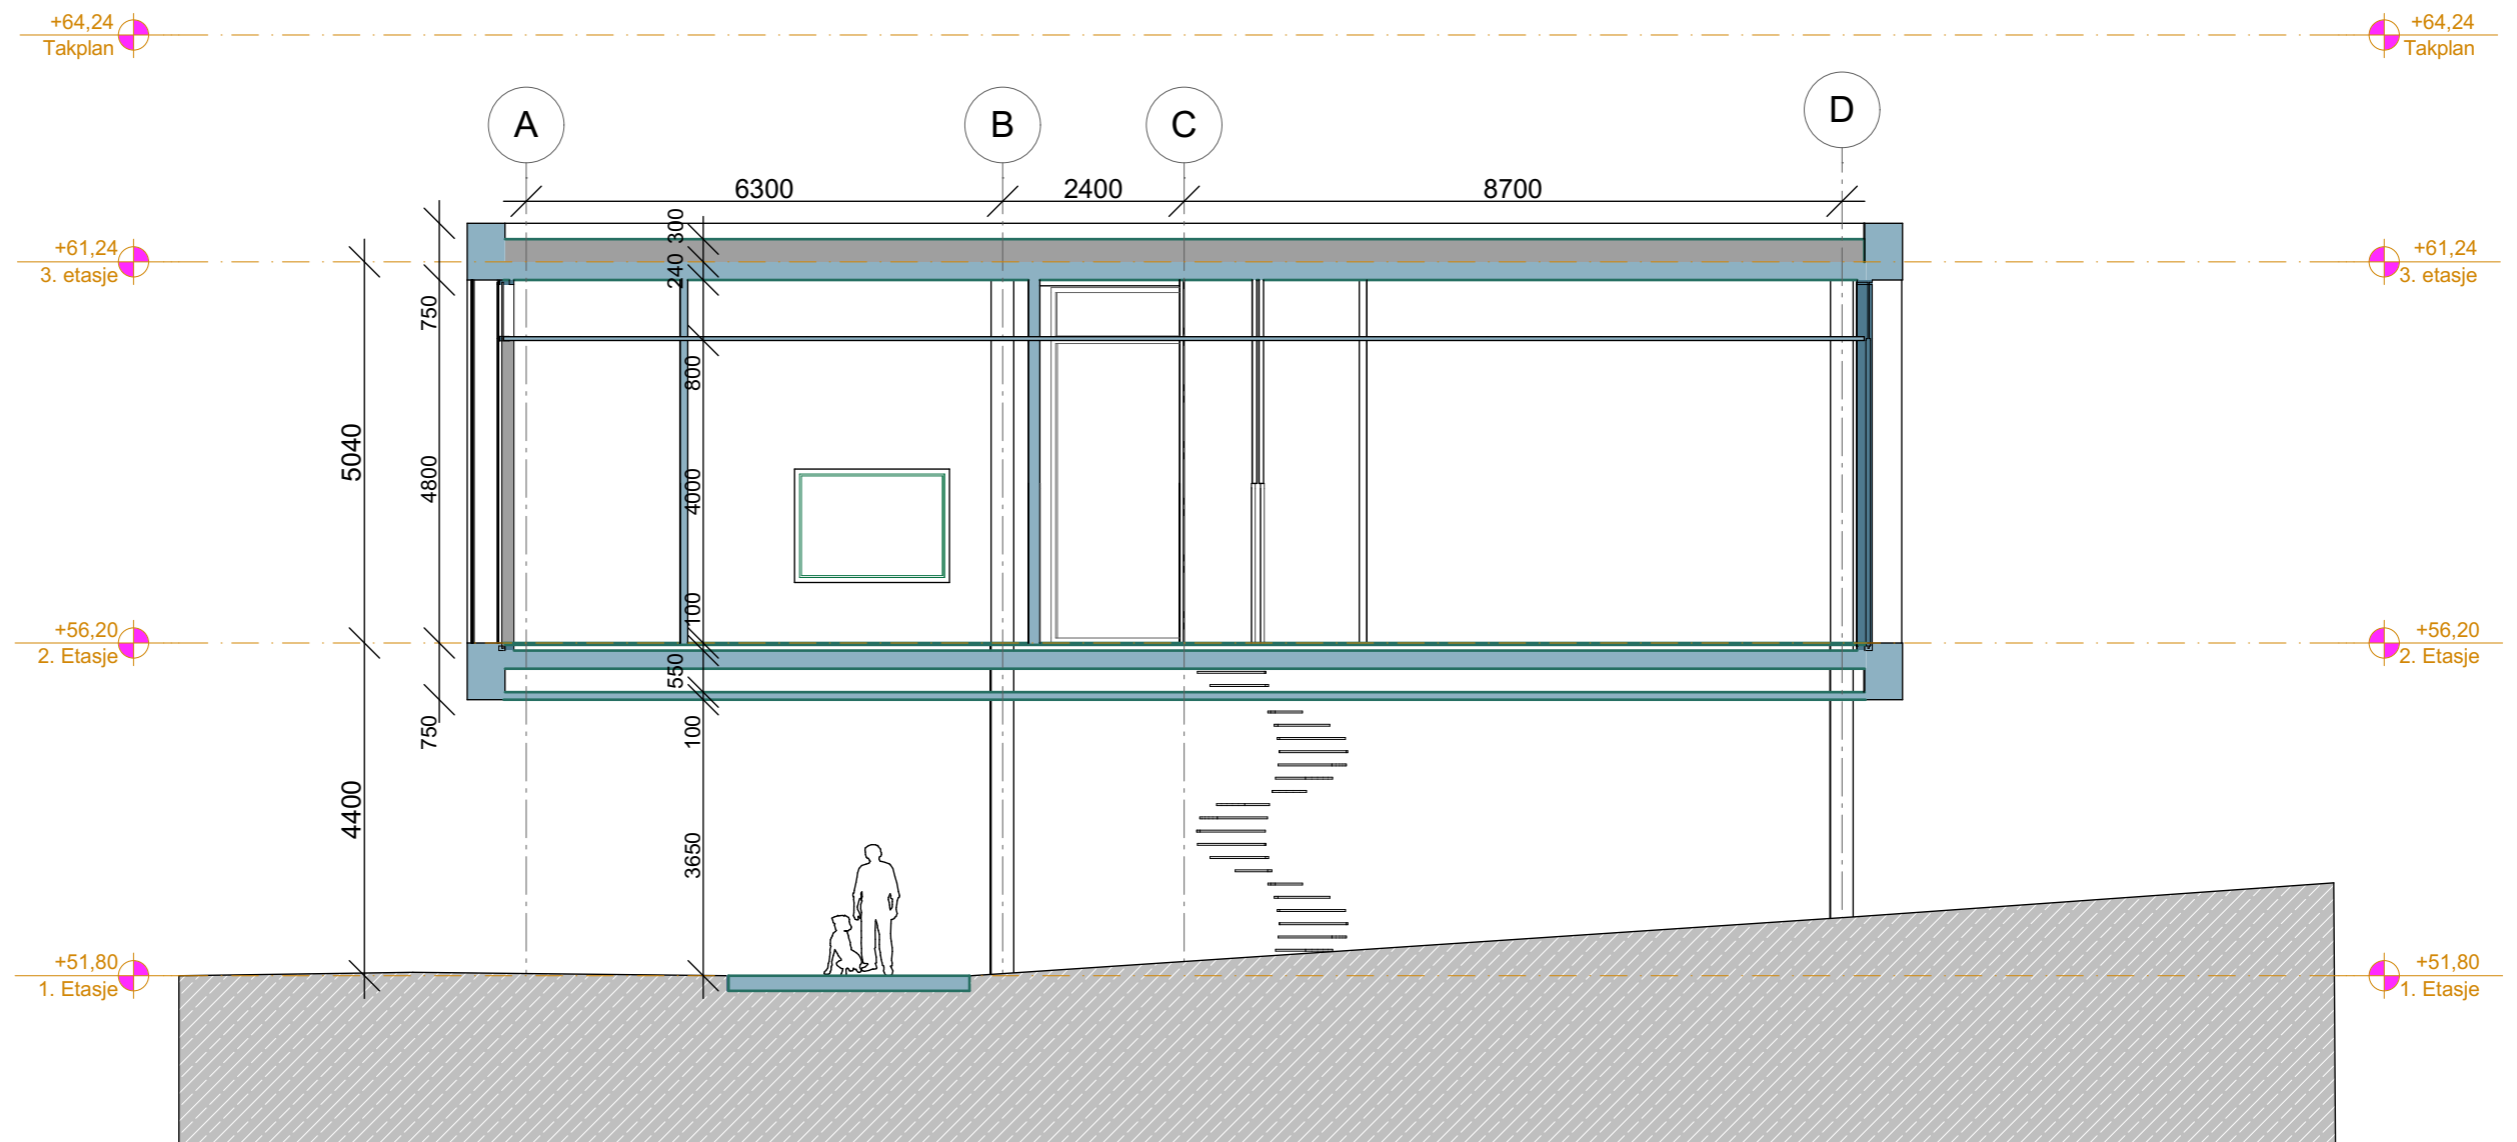 +64,24
Takplan
+64,24
Takplan
A
B
C
D
6300
2400
8700
300
+61,24
3. etasje
240
+61,24
3. etasje
750
800
5040
4800
4000
100
+56,20
2. Etasje
550
+56,20
2. Etasje
750
100
4400
3650
+51,80
1. Etasje
+51,80
1. Etasje